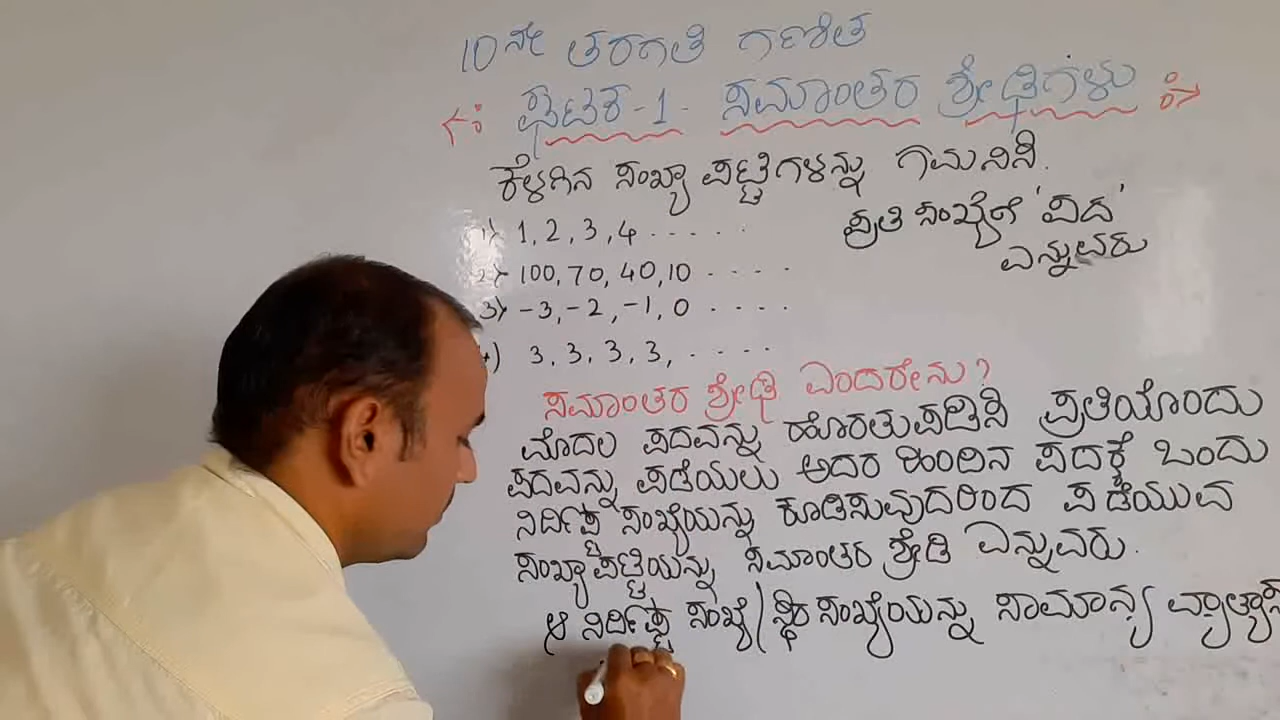 10ನೇ ತರಗತಿ ಗಣಿತ
ಘಟಕ-1- ಸಮಾಂತರ ಶ್ರೇಢಿಗಳು
ಕೆಳಗಿನ ಸಂಖ್ಯಾ ಪಟ್ಟಿಗಳನ್ನು ಗಮನಿಸಿ.
1) 1, 2, 3, 4 . . . . .
ಪ್ರತಿ ಸಂಖ್ಯೆಗೆ 'ಪದ'
ಎನ್ನುವರು
2) 100, 70, 40, 10 . . . .
3) -3, -2, -1, 0 . . . .
4) 3, 3, 3, 3, . . . . .
ಸಮಾಂತರ ಶ್ರೇಢಿ ಎಂದರೇನು?
ಮೊದಲ ಪದವನ್ನು ಹೊರತುಪಡಿಸಿ ಪ್ರತಿಯೊಂದು
ಪದವನ್ನು ಪಡೆಯಲು ಅದರ ಹಿಂದಿನ ಪದಕ್ಕೆ ಒಂದು
ನಿರ್ದಿಷ್ಟ ಸಂಖ್ಯೆಯನ್ನು ಕೂಡಿಸುವುದರಿಂದ ಪಡೆಯುವ
ಸಂಖ್ಯಾಪಟ್ಟಿಯನ್ನು ಸಮಾಂತರ ಶ್ರೇಡಿ ಎನ್ನುವರು.
ಆ ನಿರ್ದಿಷ್ಟ ಸಂಖ್ಯೆ/ಸ್ಥಿರ ಸಂಖ್ಯೆಯನ್ನು ಸಾಮಾನ್ಯ ವ್ಯಾತ್ಯಾಸ